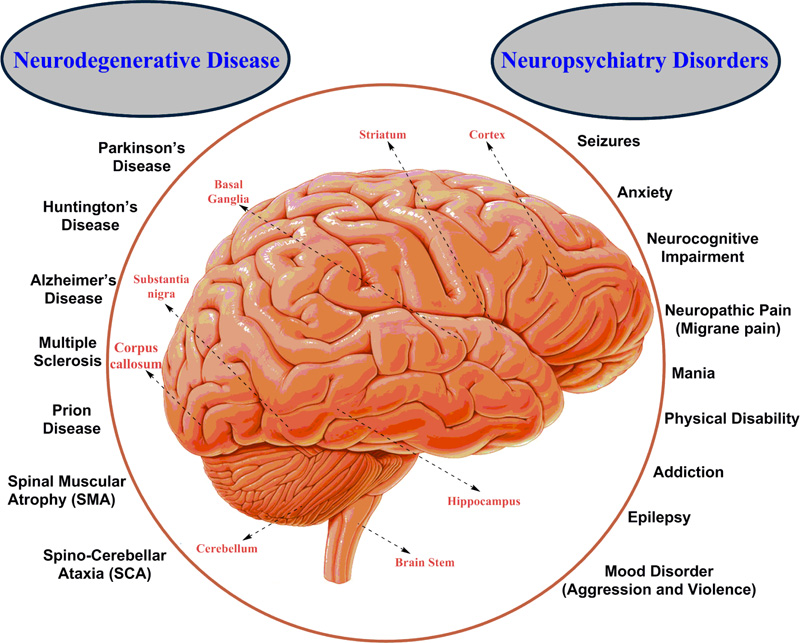 Neurodegenerative Disease
Neuropsychiatry Disorders
Parkinson's
Disease
Huntington's
Disease
Alzheimer's
Disease
Multiple
Sclerosis
Prion
Disease
Spinal Muscular
Atrophy (SMA)
Spino-Cerebellar
Ataxia (SCA)
Striatum
Cortex
Basal
Ganglia
Substantia
nigra
Corpus
callosum
Hippocampus
Cerebellum
Brain Stem
Seizures
Anxiety
Neurocognitive
Impairment
Neuropathic Pain
(Migrane pain)
Mania
Physical Disability
Addiction
Epilepsy
Mood Disorder
(Aggression and Violence)